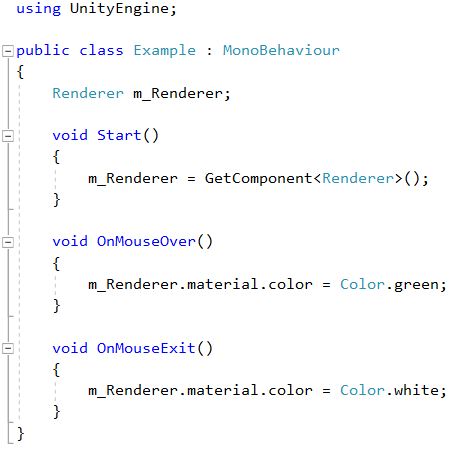 using UnityEngine;
public class Example : MonoBehaviour
{
    Renderer m_Renderer;
    void Start()
    {
        m_Renderer = GetComponent<Renderer>();
    }
    void OnMouseOver()
    {
        m_Renderer.material.color = Color.green;
    }
    void OnMouseExit()
    {
        m_Renderer.material.color = Color.white;
    }
}